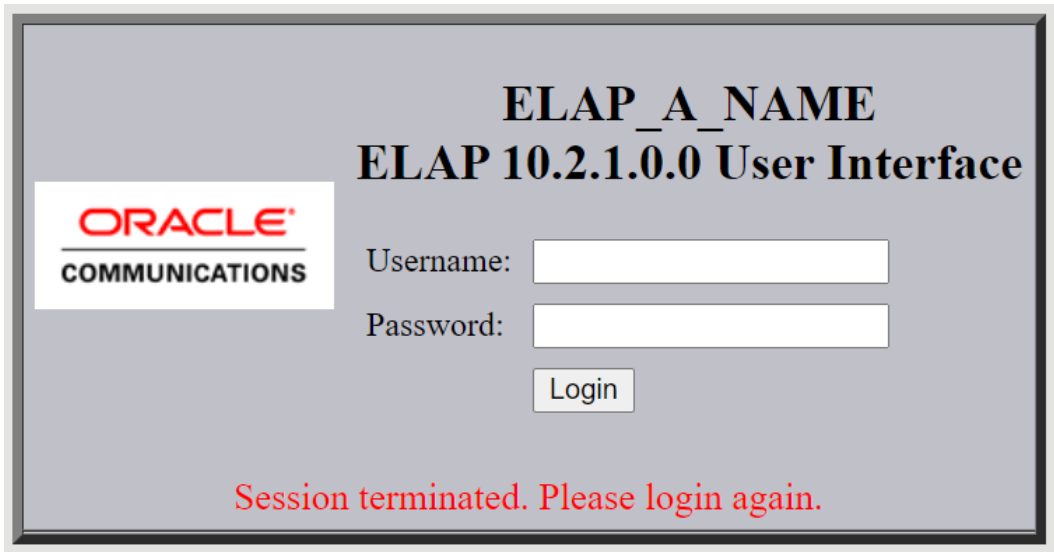 ELAP_A_NAME
ELAP 10.2.1.0.0 User Interface
ORACLE
COMMUNICATIONS
Username:
Password:
Login
Session terminated. Please login again.